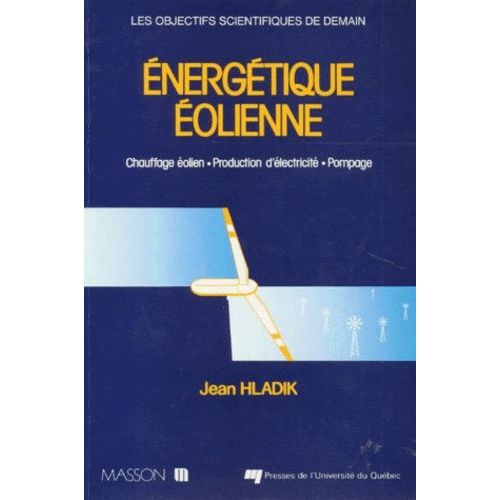 LES OBJECTIFS SCIENTIFIQUES DE DEMAIN
ÉNERGÉTIQUE
ÉOLIENNE
Chauffage éolien • Production d'électricité • Pompage
Jean HLADIK
MASSON
Presses de l'Université du Québec